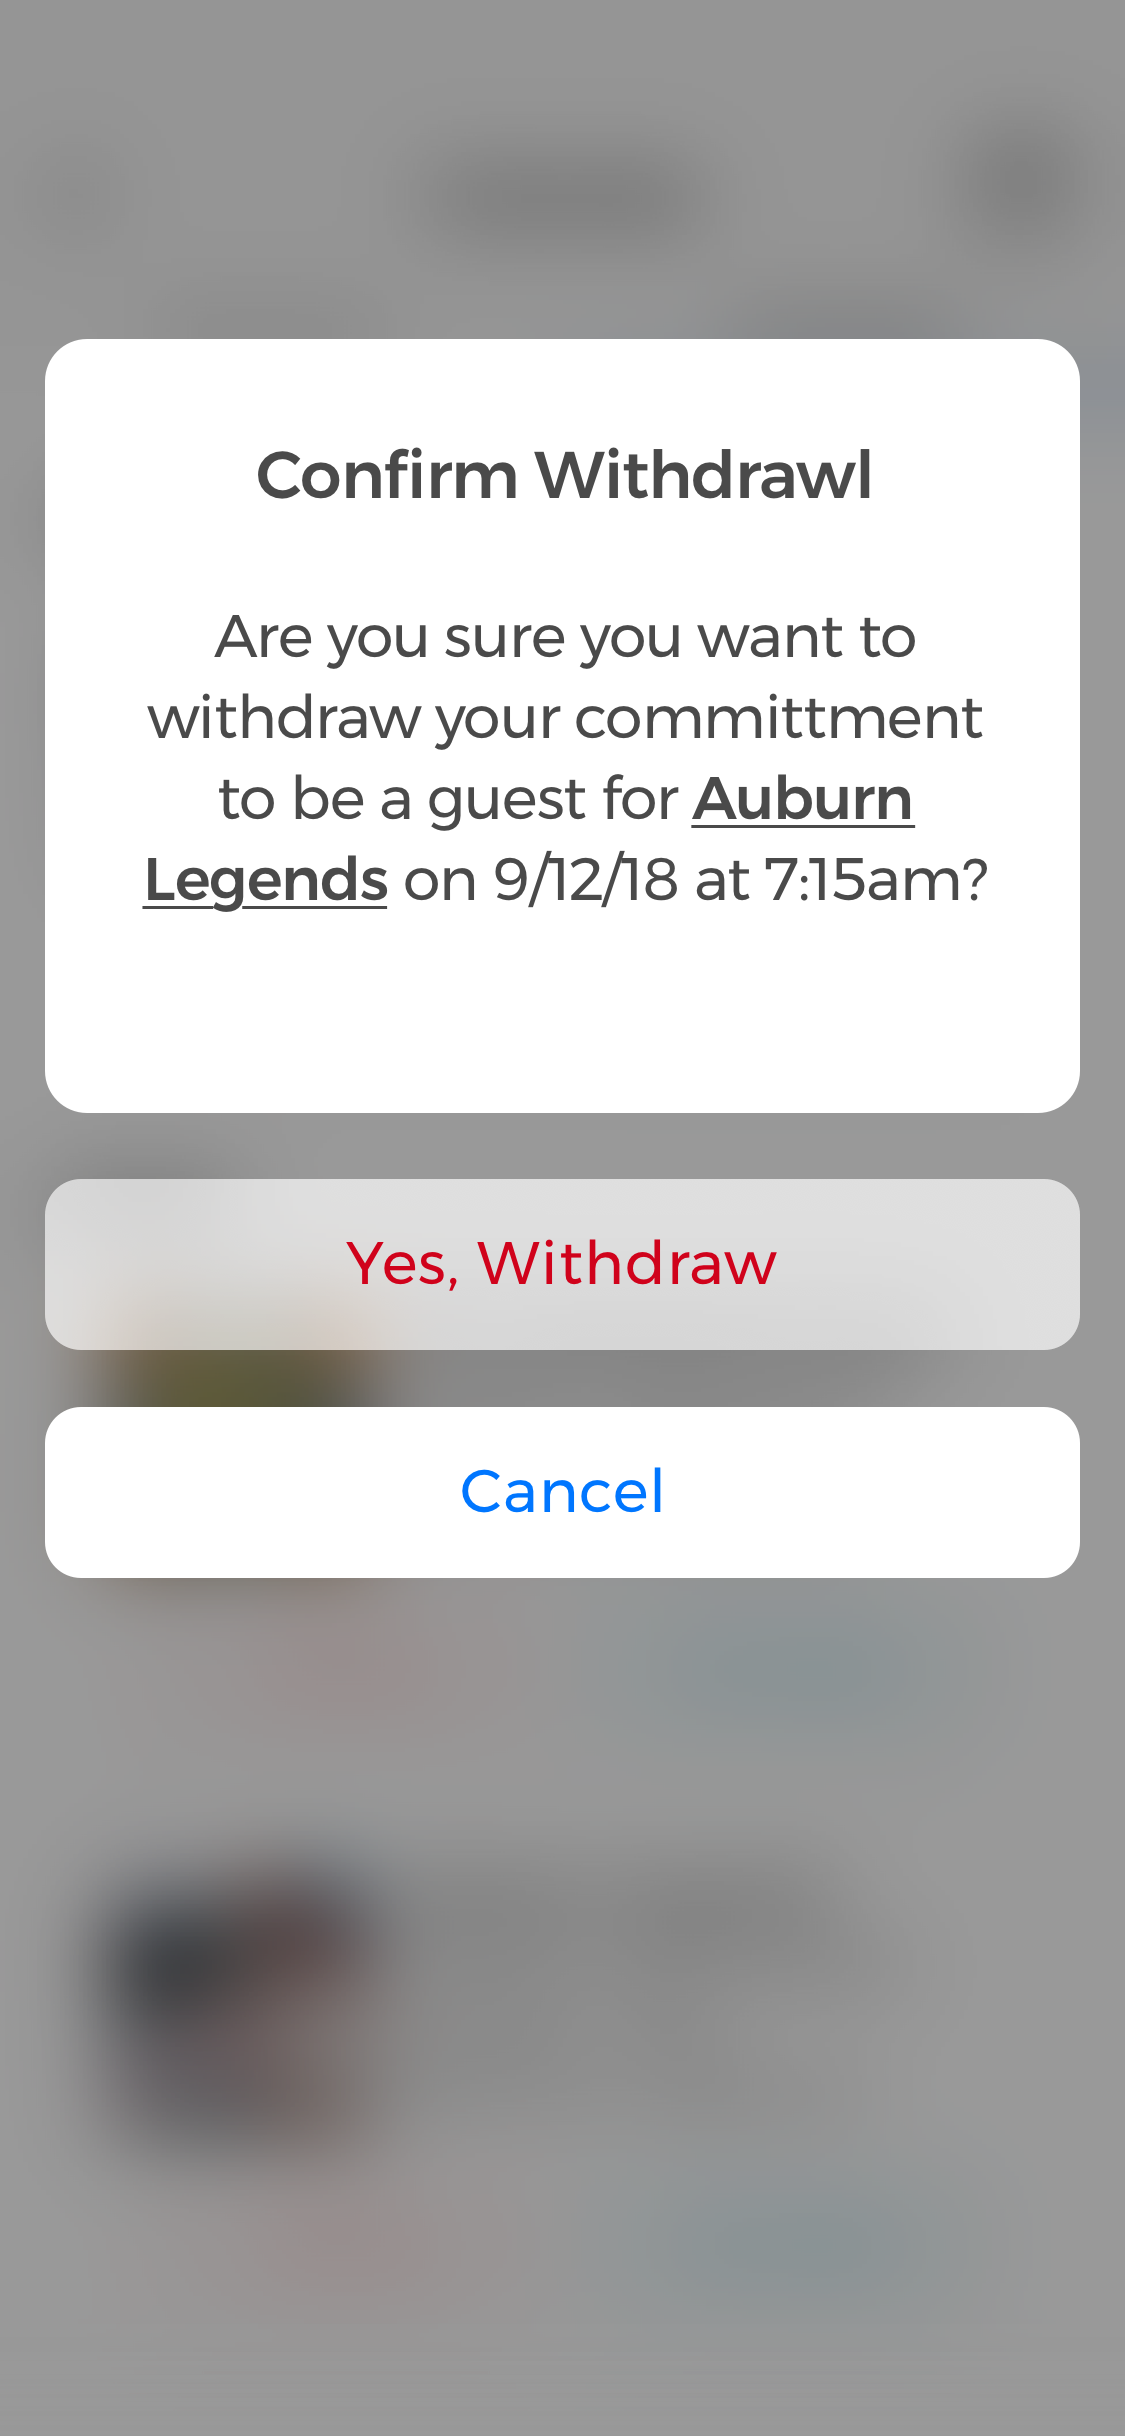 Confirm Withdrawl
Are you sure you want to
withdraw your committment
to be a guest for Auburn
Legends on 9/12/18 at 7:15am?
Yes, Withdraw
Cancel